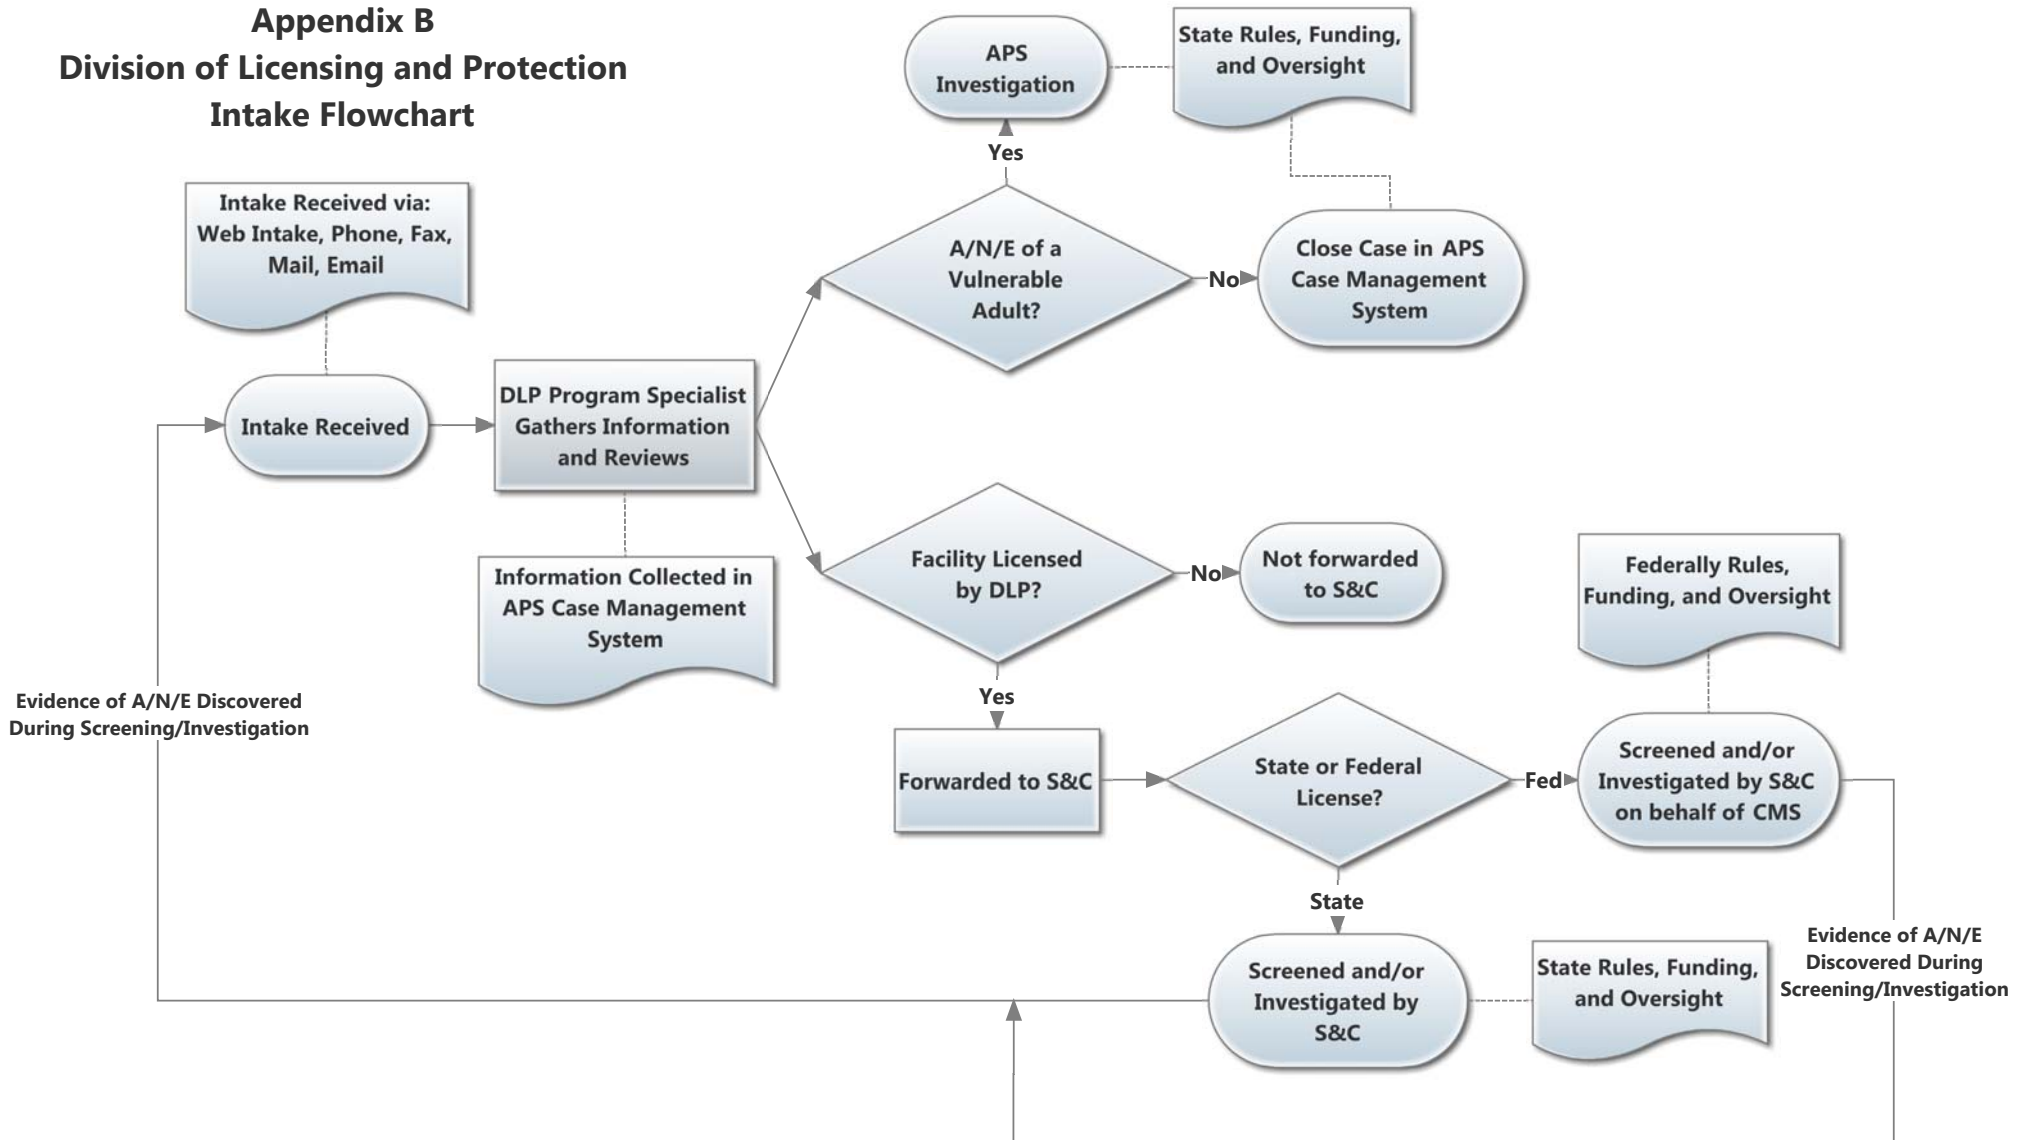 Appendix B
Division of Licensing and Protection
Intake Flowchart
APS
Investigation
State Rules, Funding,
and Oversight
Yes
Intake Received via:
Web Intake, Phone, Fax,
Mail, Email
A/N/E of a
Vulnerable
Adult?
No
Close Case in APS
Case Management
System
Intake Received
DLP Program Specialist
Gathers Information
and Reviews
Information Collected in
APS Case Management
System
Facility Licensed
by DLP?
No
Not forwarded
to S&C
Federally Rules,
Funding, and Oversight
Yes
Evidence of A/N/E Discovered
During Screening/Investigation
Forwarded to S&C
State or Federal
License?
Fed
Screened and/or
Investigated by S&C
on behalf of CMS
State
Screened and/or
Investigated by
S&C
State Rules, Funding,
and Oversight
Evidence of A/N/E
Discovered During
Screening/Investigation